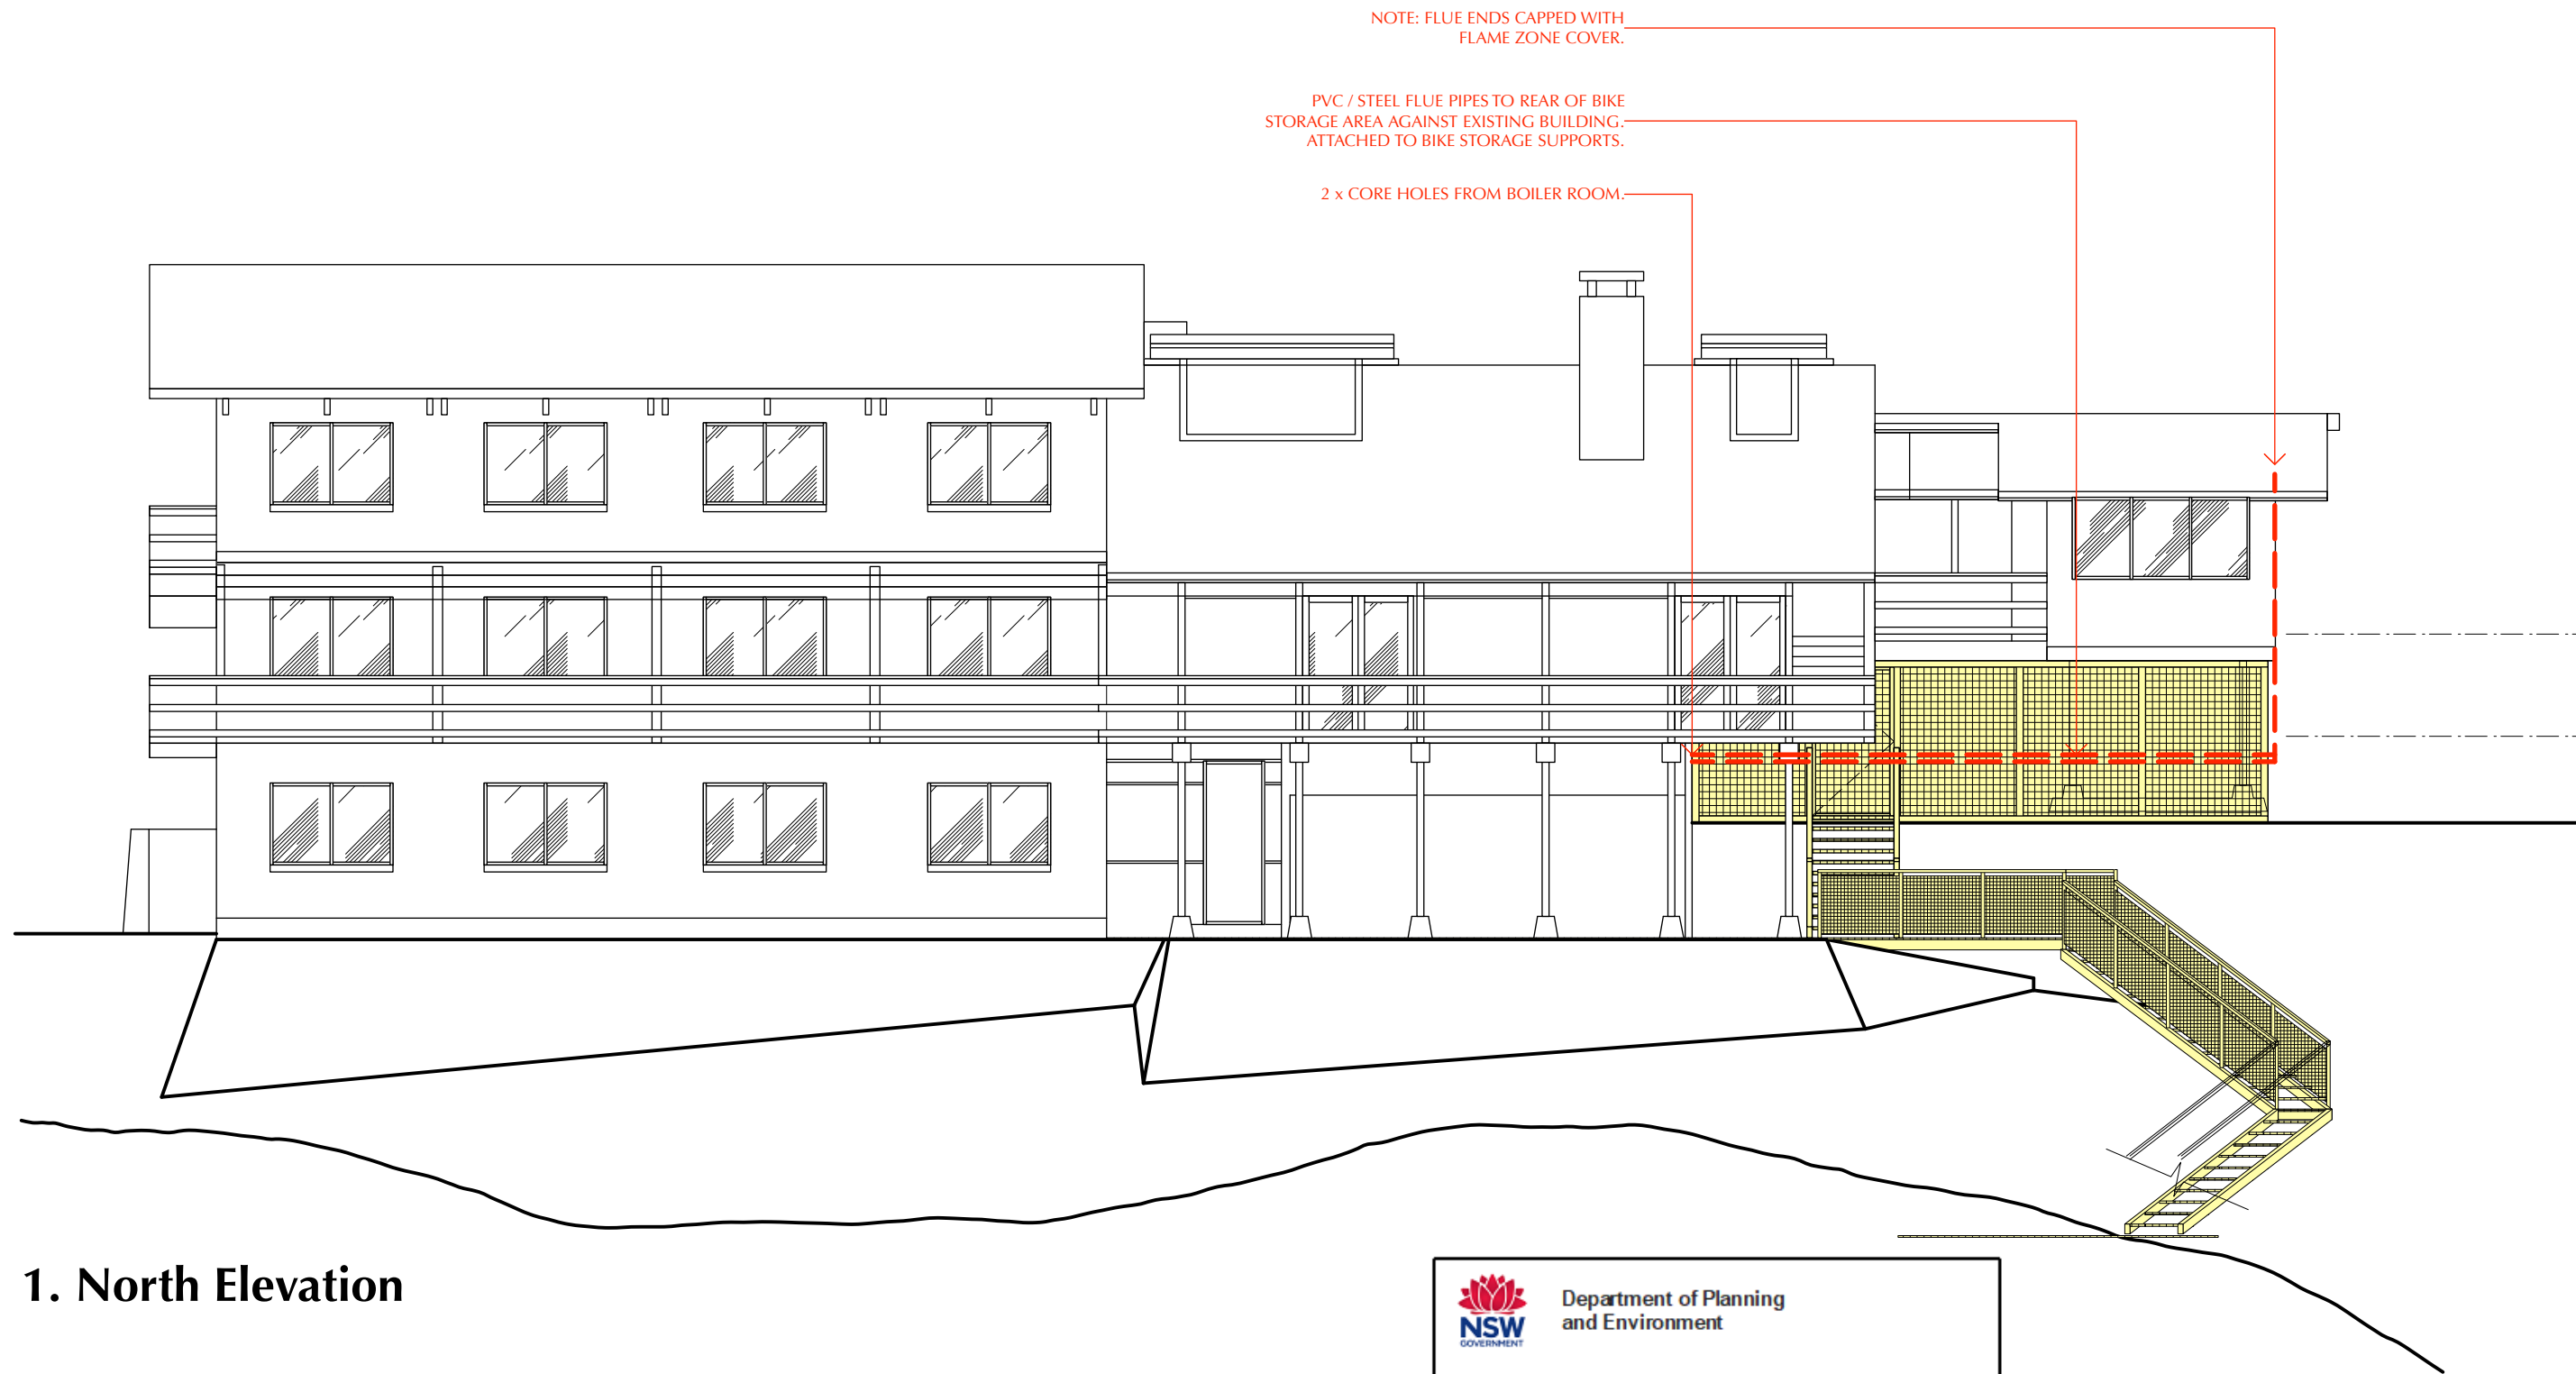 NOTE: FLUE ENDS CAPPED WITH
FLAME ZONE COVER.
PVC / STEEL FLUE PIPES TO REAR OF BIKE
STORAGE AREA AGAINST EXISTING BUILDING.
ATTACHED TO BIKE STORAGE SUPPORTS.
2 x CORE HOLES FROM BOILER ROOM.
1. North Elevation
Department of Planning
and Environment
NSW
GOVERNMENT